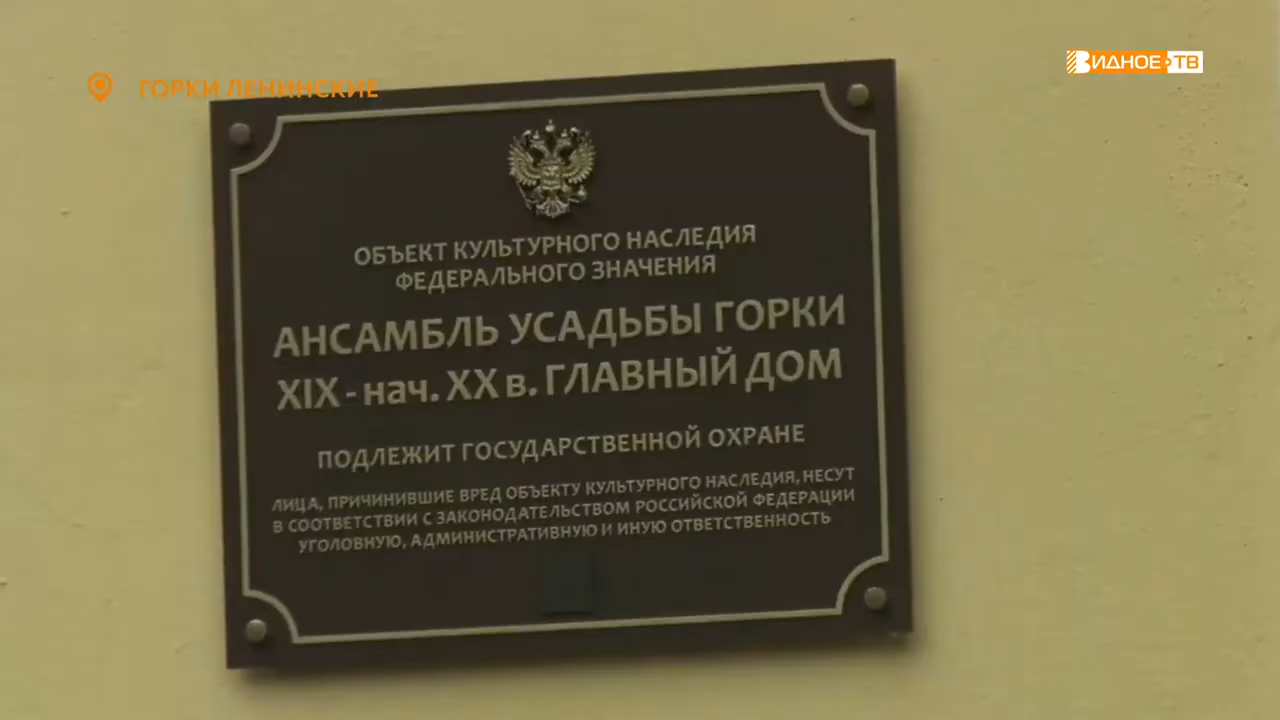 ГОРКИ ЛЕНИНСКИЕ
ВИДНОЕ ТВ
ОБЪЕКТ КУЛЬТУРНОГО НАСЛЕДИЯ
ФЕДЕРАЛЬНОГО ЗНАЧЕНИЯ
АНСАМБЛЬ УСАДЬБЫ ГОРКИ
XIX - нач. XX в. ГЛАВНЫЙ ДОМ
ПОДЛЕЖИТ ГОСУДАРСТВЕННОЙ ОХРАНЕ
ЛИЦА, ПРИЧИНИВШИЕ ВРЕД ОБЪЕКТУ КУЛЬТУРНОГО НАСЛЕДИЯ, НЕСУТ
В СООТВЕТСТВИИ С ЗАКОНОДАТЕЛЬСТВОМ РОССИЙСКОЙ ФЕДЕРАЦИИ
УГОЛОВНУЮ, АДМИНИСТРАТИВНУЮ И ИНУЮ ОТВЕТСТВЕННОСТЬ